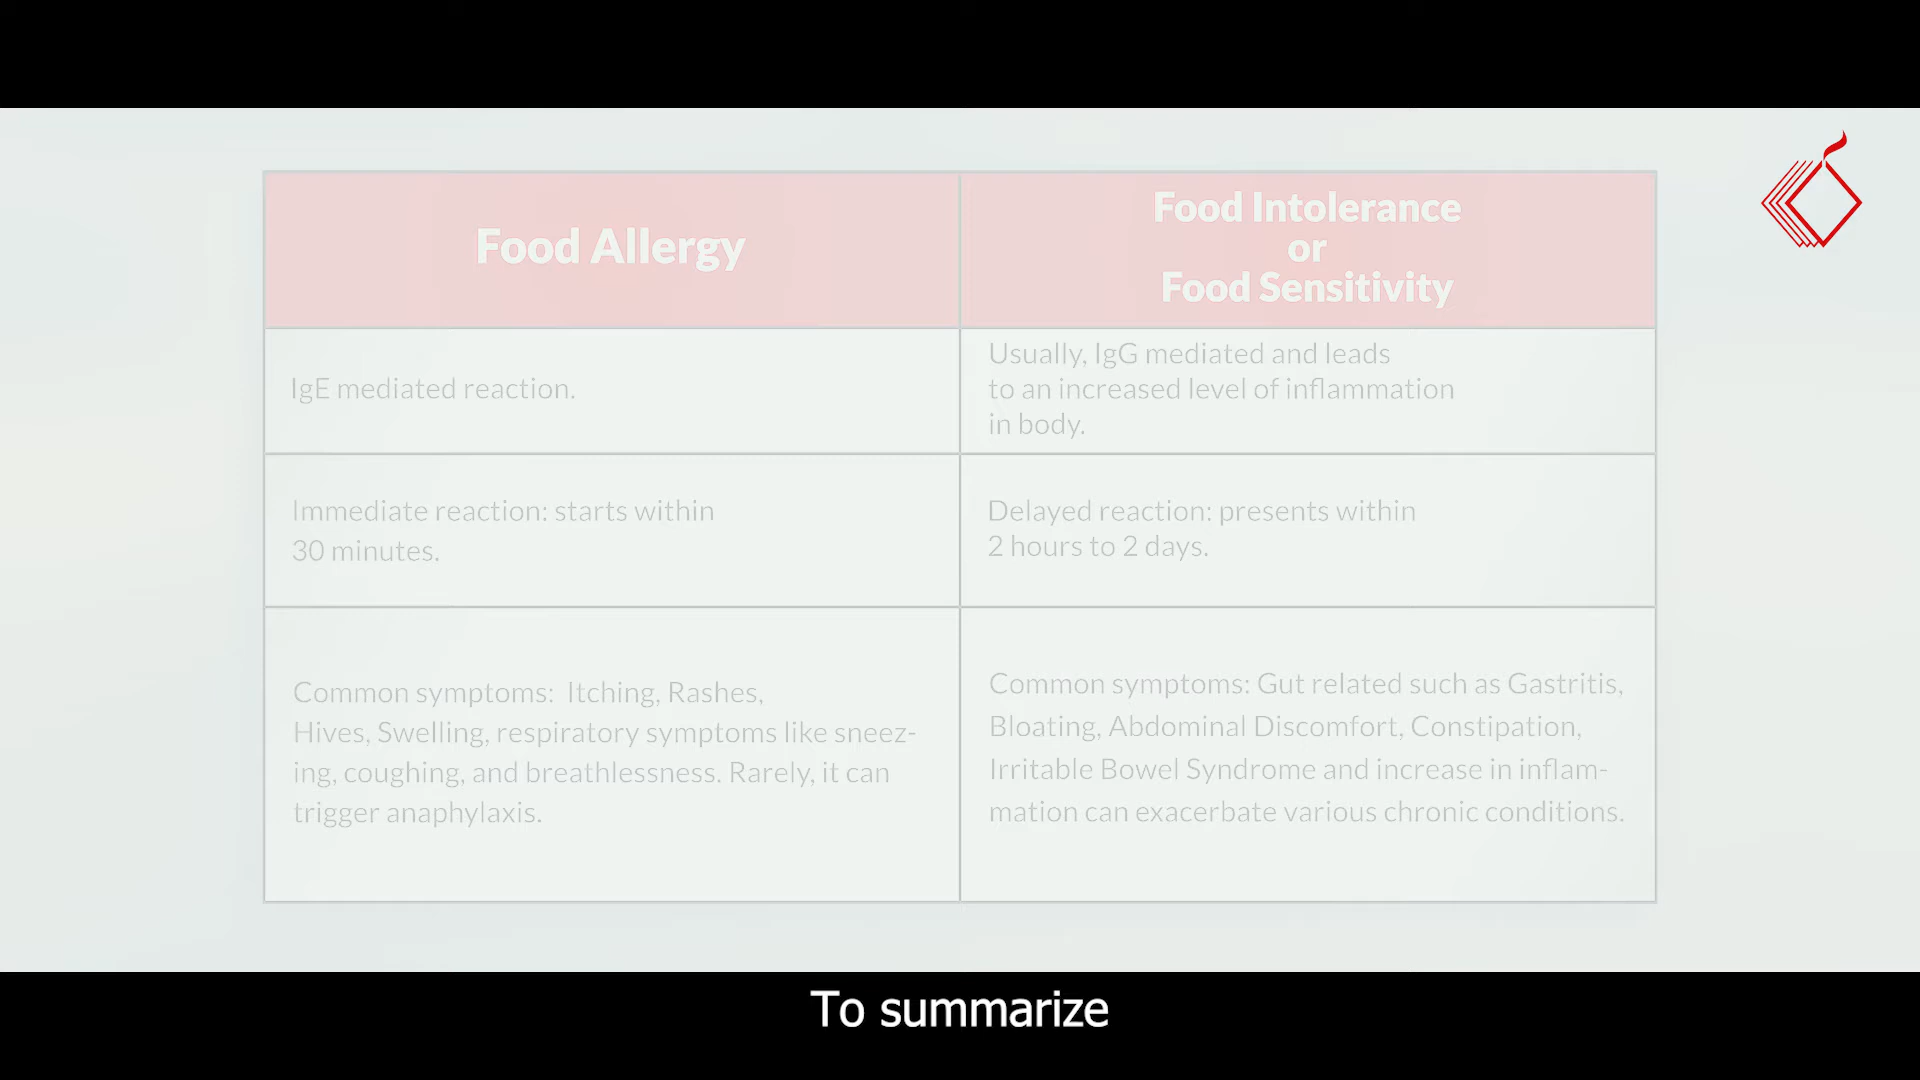 Food Allergy
Food Intolerance
or
Food Sensitivity
IgE mediated reaction.
Usually, IgG mediated and leads
to an increased level of inflammation
in body.
Immediate reaction: starts within
30 minutes.
Delayed reaction: presents within
2 hours to 2 days.
Common symptoms: Itching, Rashes,
Hives, Swelling, respiratory symptoms like sneez-
ing, coughing, and breathlessness. Rarely, it can
trigger anaphylaxis.
Common symptoms: Gut related such as Gastritis,
Bloating, Abdominal Discomfort, Constipation,
Irritable Bowel Syndrome and increase in inflam-
mation can exacerbate various chronic conditions.
To summarize